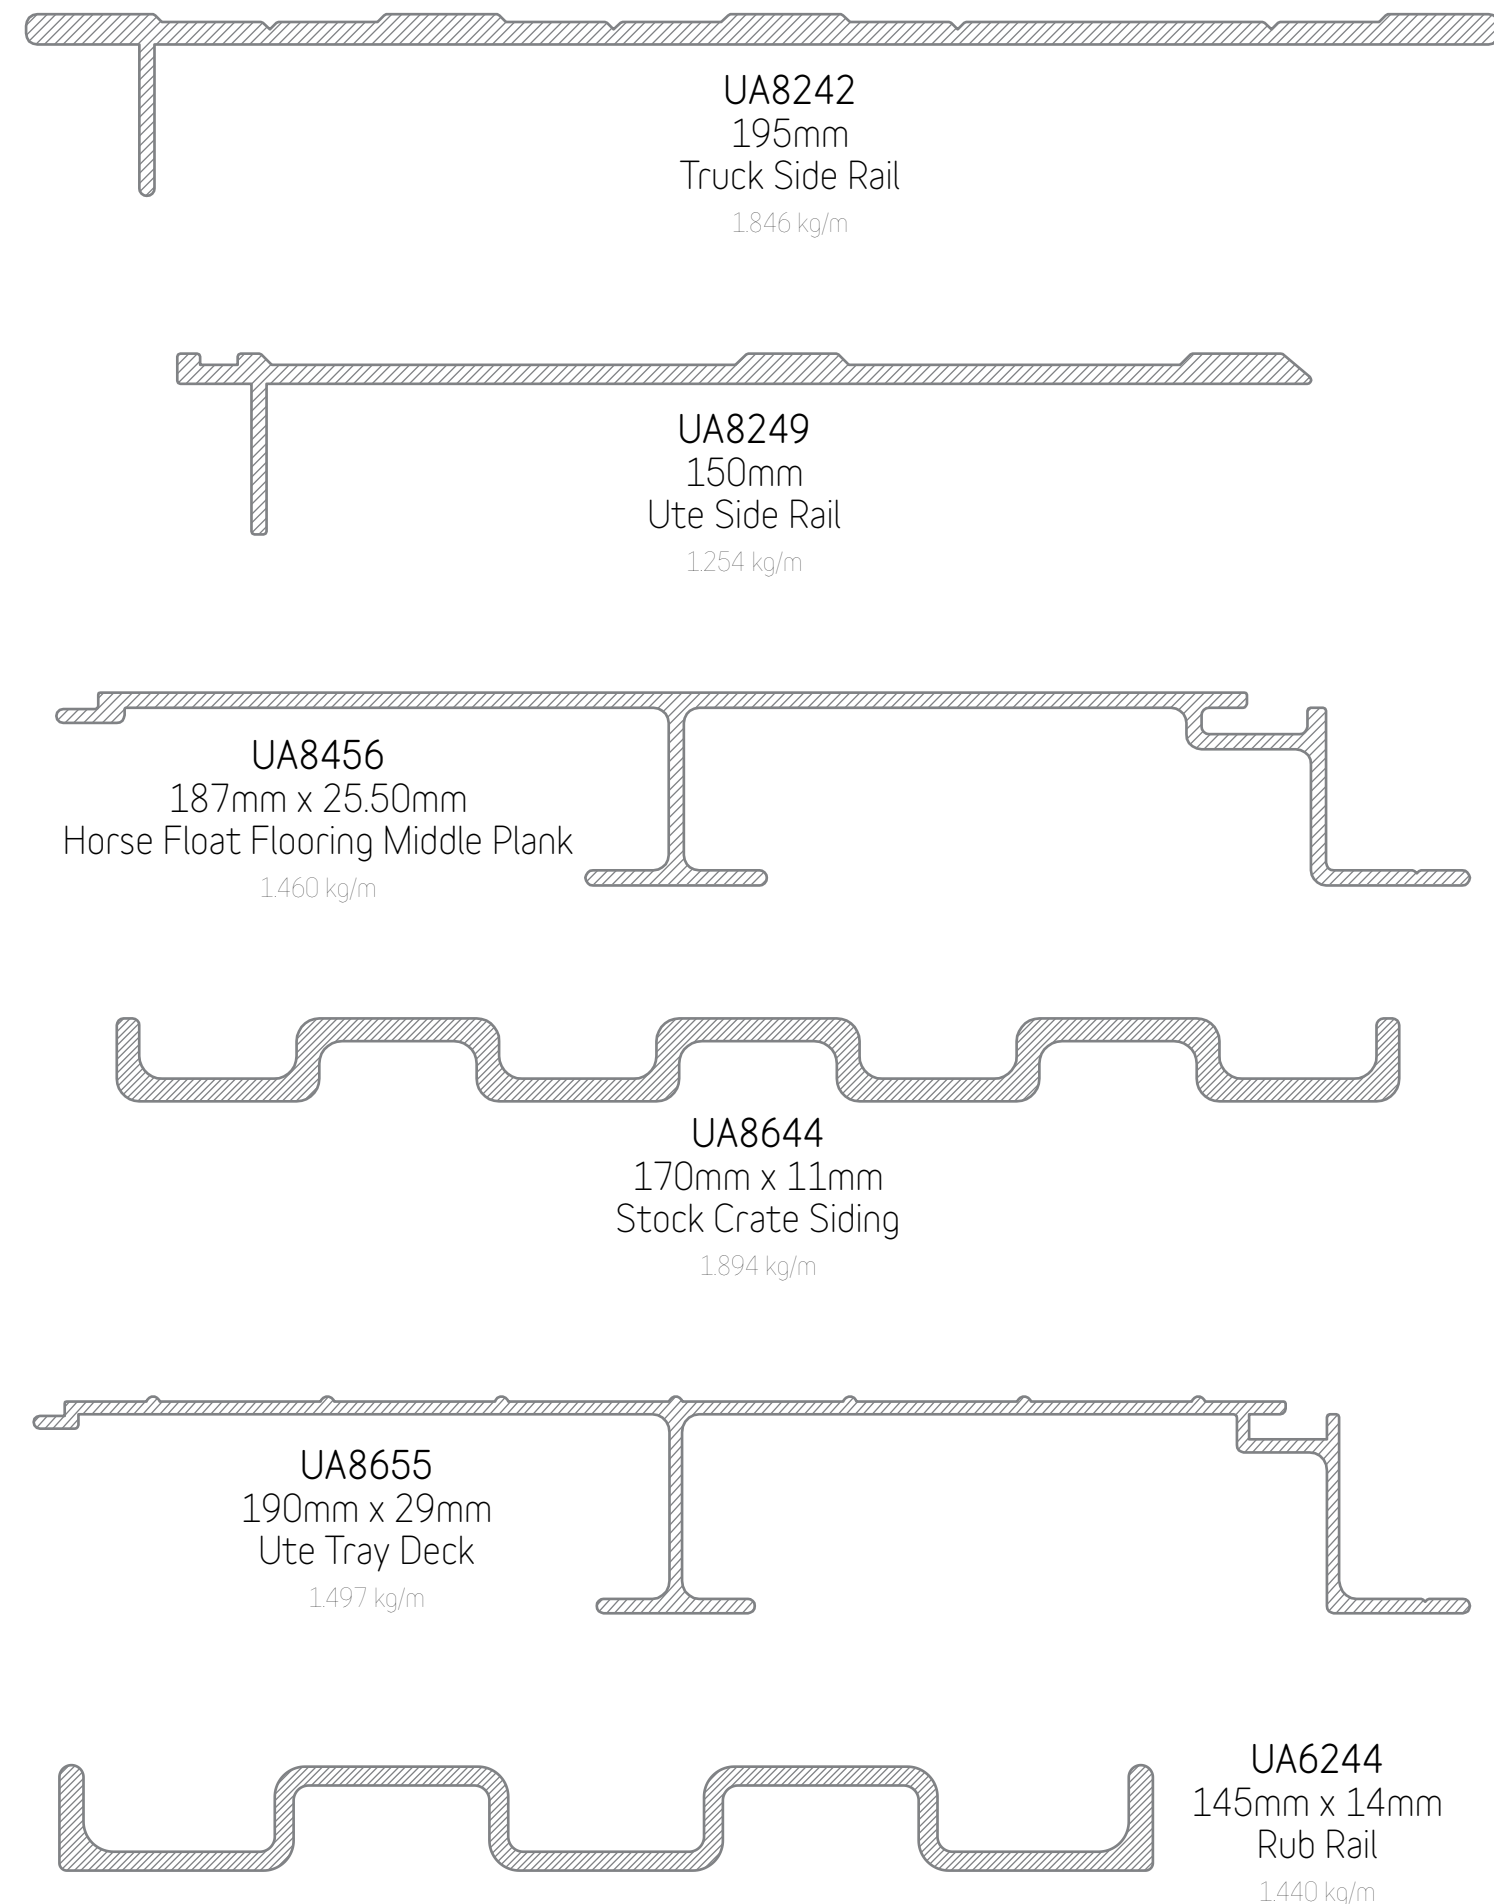 UA8242
195mm
Truck Side Rail
1.846 kg/m
UA8249
150mm
Ute Side Rail
1.254 kg/m
UA8456
187mm x 25.50mm
Horse Float Flooring Middle Plank
1.460 kg/m
UA8644
170mm x 11mm
Stock Crate Siding
1.894 kg/m
UA8655
190mm x 29mm
Ute Tray Deck
1.497 kg/m
UA6244
145mm x 14mm
Rub Rail
1.440 kg/m